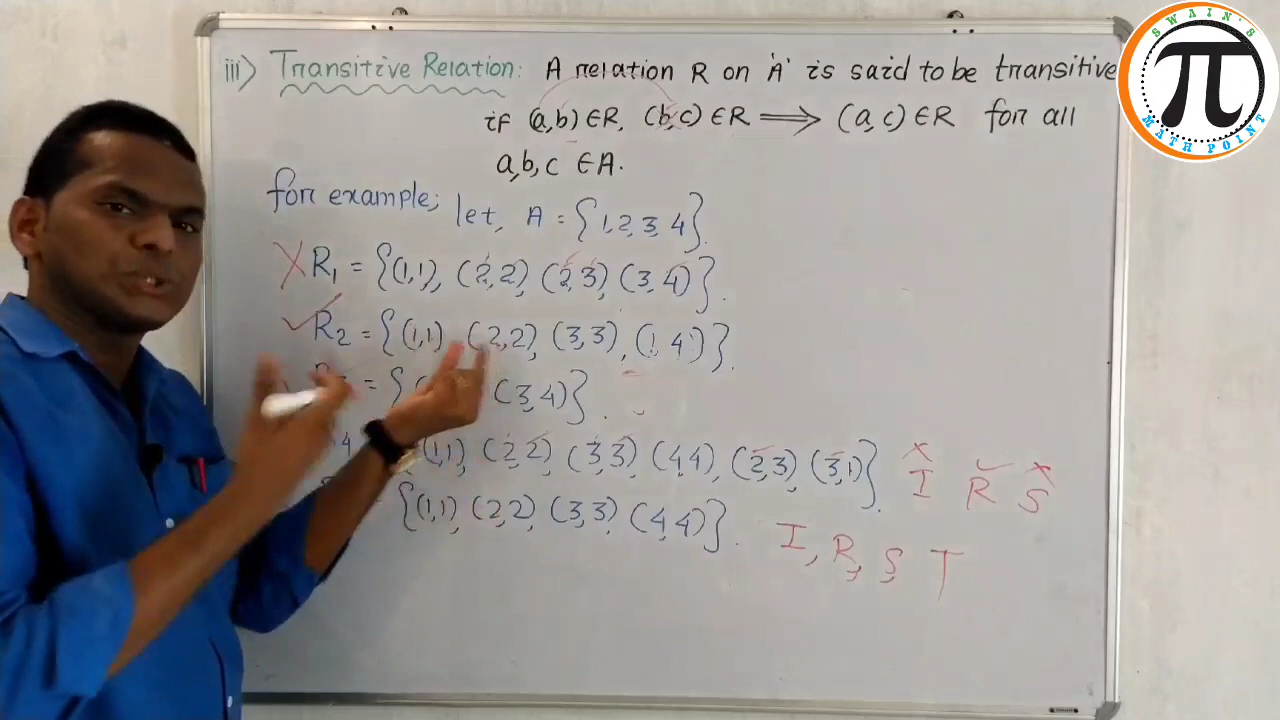 SWAIN'S
π
MATH POINT
iii) Transitive Relation: A relation R on 'A' is said to be transitive
if (a,b) ∈ R, (b,c) ∈ R ⟹ (a,c) ∈ R for all
a,b,c ∈ A.
for example; let, A = {1,2,3,4}.
R1 = {(1,1), (2,2), (2,3), (3,4)}.
R2 = {(1,1), (2,2), (3,3), (1,4)}.
= { (3,4)}.
4 (1,1), (2,2), (3,3), (4,4), (2,3), (3,1)}. I R S
{(1,1), (2,2), (3,3), (4,4)}. I, R, S, T